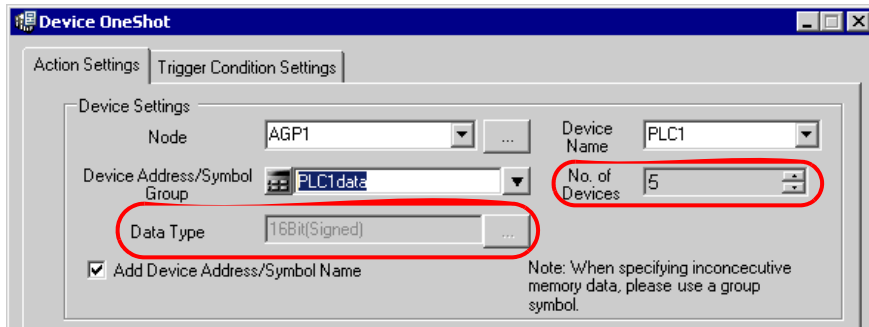 Device OneShot
Action Settings
Trigger Condition Settings
Device Settings
Node
AGP1
...
Device
Name
PLC1
Device Address/Symbol
Group
PLC1data
No. of
Devices
5
Data Type
16Bit(Signed)
...
Add Device Address/Symbol Name
Note: When specifying inconcecutive
memory data, please use a group
symbol.